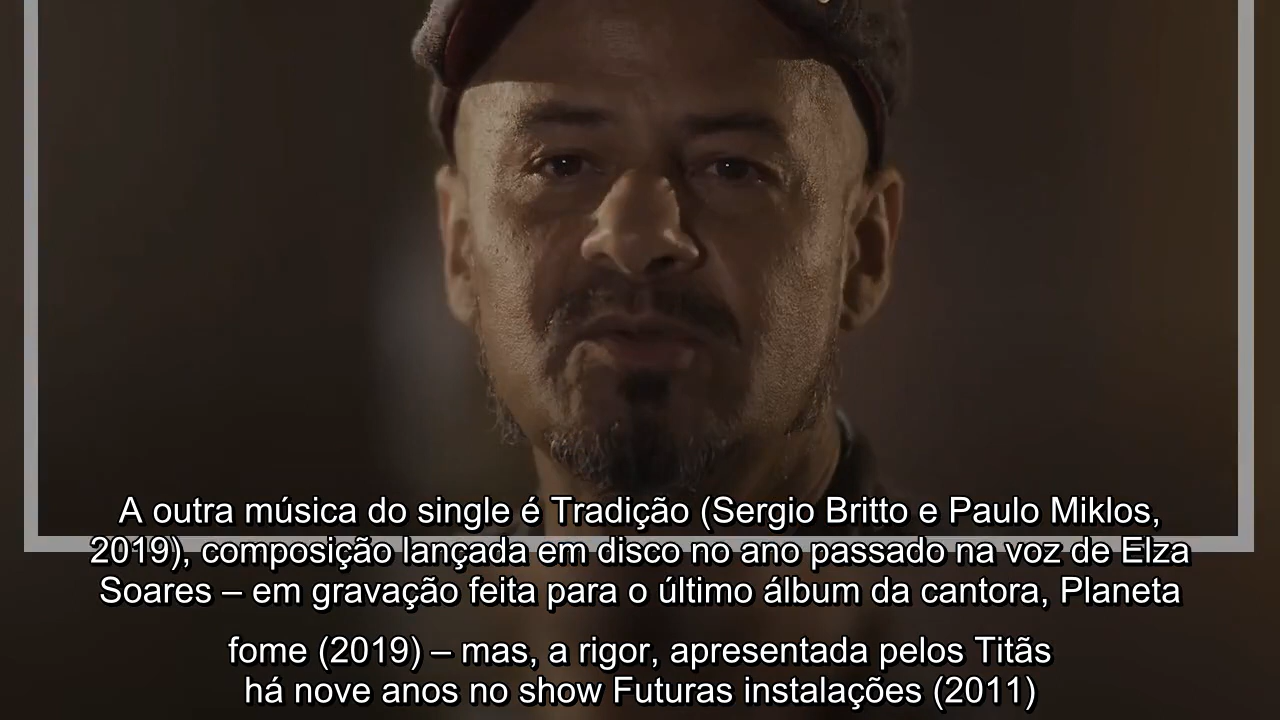 A outra música do single é Tradição (Sergio Britto e Paulo Miklos,
2019), composição lançada em disco no ano passado na voz de Elza
Soares – em gravação feita para o último álbum da cantora, Planeta
fome (2019) – mas, a rigor, apresentada pelos Titãs
há nove anos no show Futuras instalações (2011)